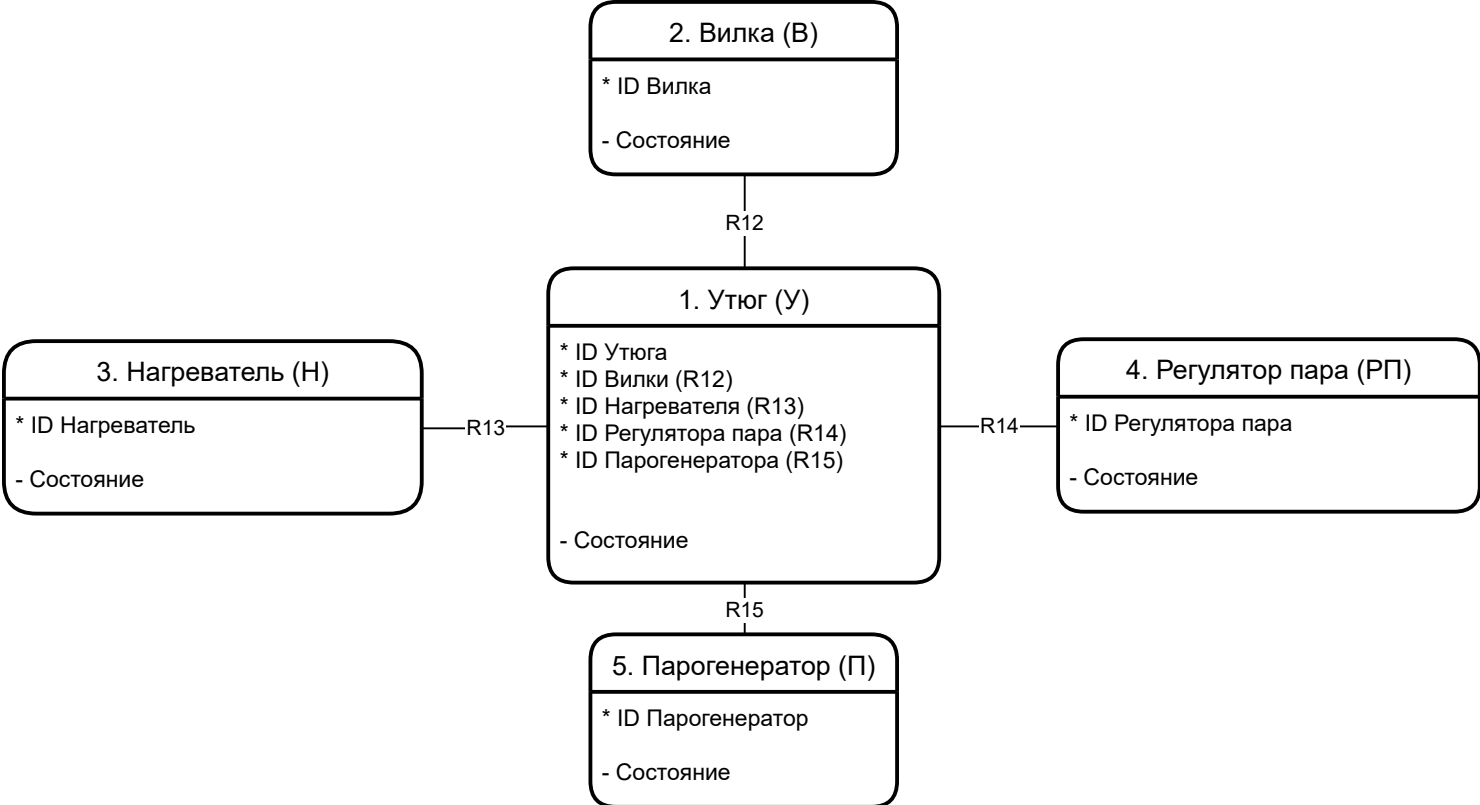 2. Вилка (В)
* ID Вилка
- Состояние
R12
1. Утюг (У)
* ID Утюга
* ID Вилки (R12)
* ID Нагревателя (R13)
* ID Регулятора пара (R14)
* ID Парогенератора (R15)
- Состояние
3. Нагреватель (Н)
* ID Нагреватель
- Состояние
R13
R14
4. Регулятор пара (РП)
* ID Регулятора пара
- Состояние
R15
5. Парогенератор (П)
* ID Парогенератор
- Состояние